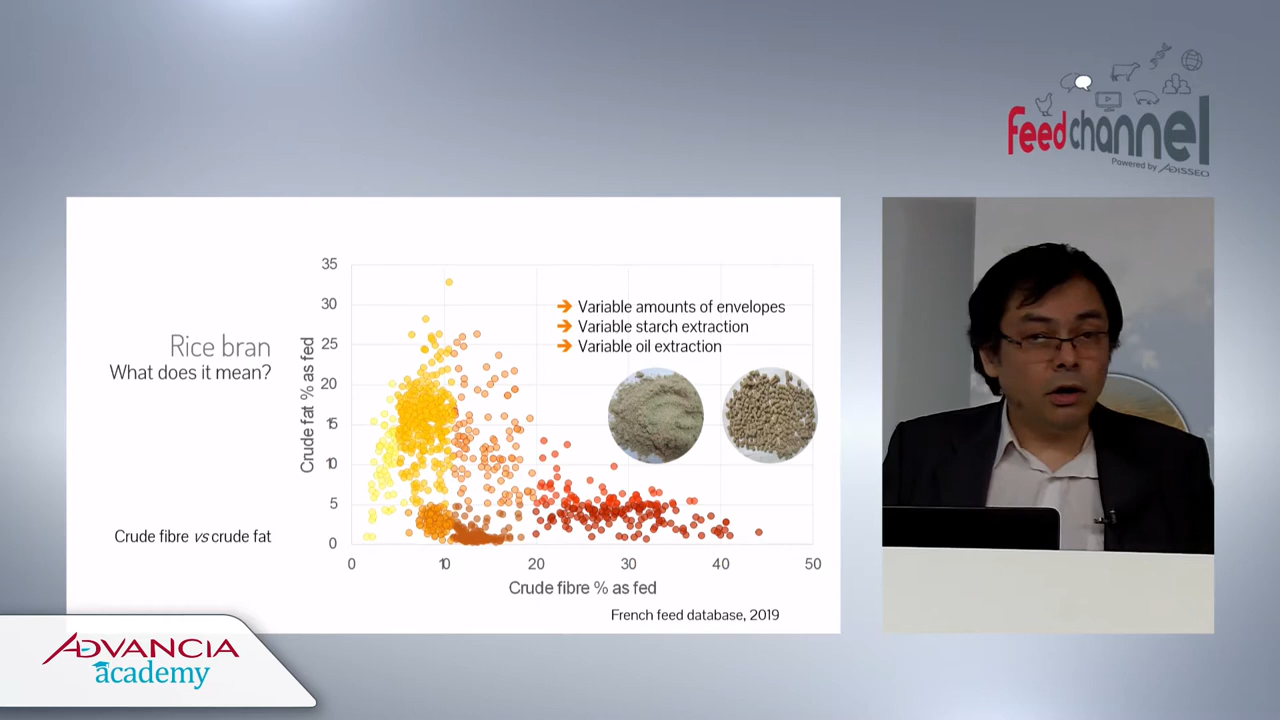 feedchannel
Powered by ADISSEO
Rice bran
What does it mean?
Crude fibre vs crude fat
Crude fat % as fed
35
30
25
20
15
10
5
0
0
10
20
30
40
50
Crude fibre % as fed
➔ Variable amounts of envelopes
➔ Variable starch extraction
➔ Variable oil extraction
French feed database, 2019
ADVANCIA
academy